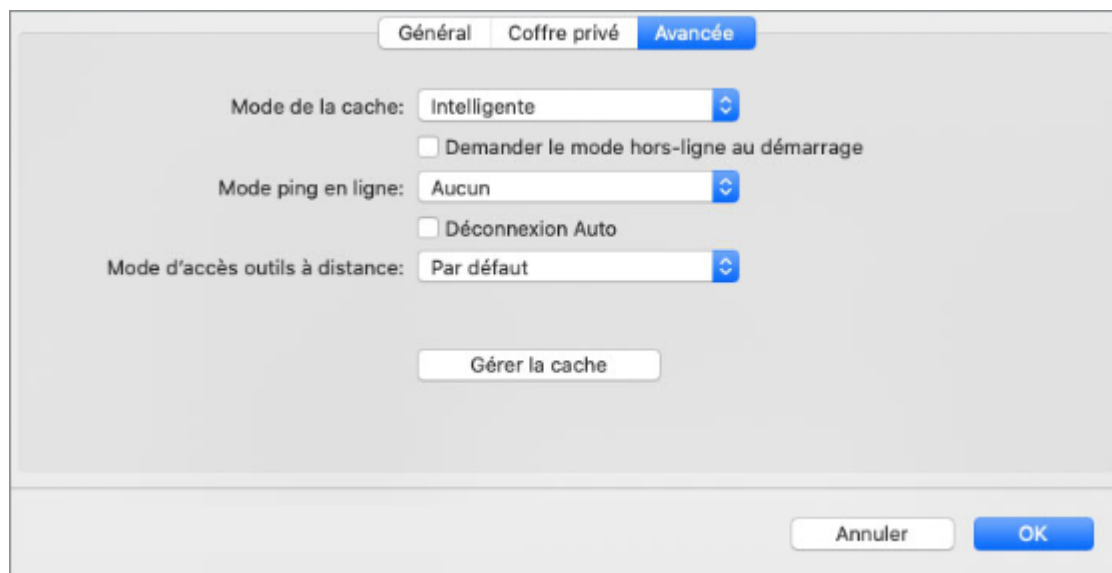 Général Coffre privé Avancée
Mode de la cache: Intelligente
Demander le mode hors-ligne au démarrage
Mode ping en ligne: Aucun
Déconnexion Auto
Mode d'accès outils à distance: Par défaut
Gérer la cache
Annuler OK